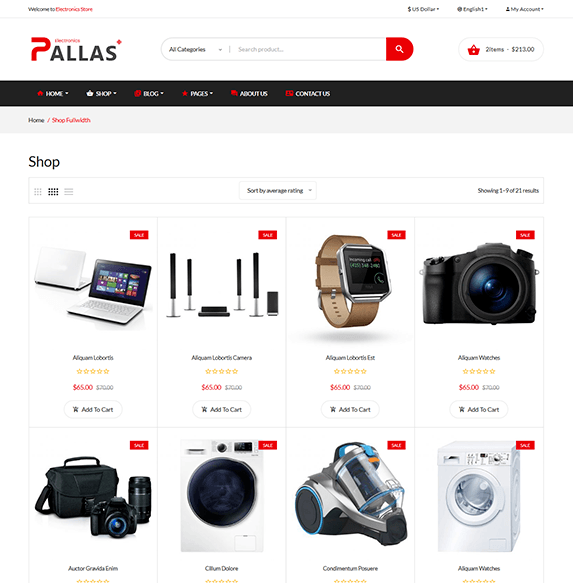 Welcome to Electronics Store
$ US Dollar
English1
My Account
Electronics
PALLAS
All Categories
Search product...
2Items - $213.00
HOME
SHOP
BLOG
PAGES
ABOUT US
CONTACT US
Home / Shop Fullwidth
Shop
Sort by average rating
Showing 1-9 of 21 results
SALE
SALE
SALE
SALE
Incoming call
Aliquam Lobortis
Aliquam Lobortis Camera
Aliquam Lobortis Est
Aliquam Watches
$65.00 $70.00
$65.00 $70.00
$65.00 $70.00
$65.00 $70.00
Add To Cart
Add To Cart
Add To Cart
Add To Cart
SALE
SALE
SALE
SALE
Auctor Gravida Enim
Cillum Dolore
Condimentum Posuere
Aliquam Watches